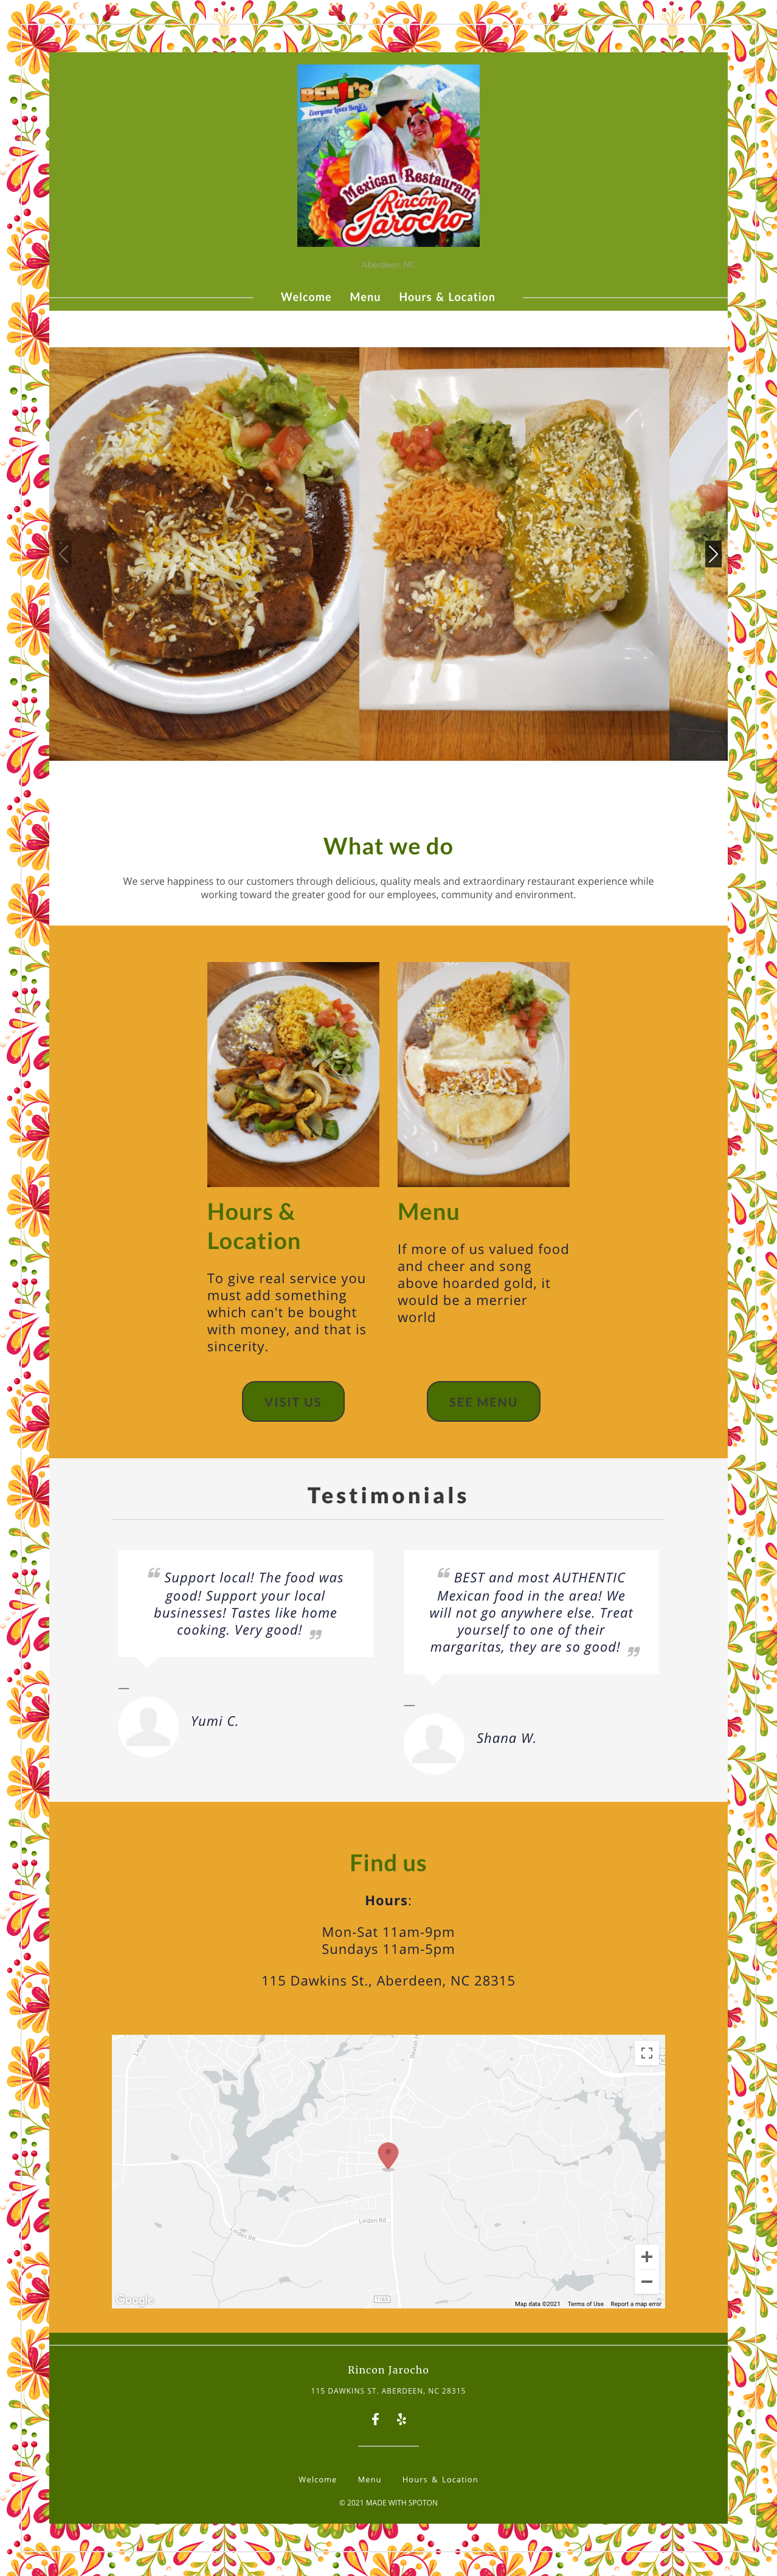 BENJI'S
Everyone Loves Benji's
Mexican Restaurant
Rincón
Jarocho
Aberdeen, NC
Welcome Menu Hours & Location
What we do
We serve happiness to our customers through delicious, quality meals and extraordinary restaurant experience while
working toward the greater good for our employees, community and environment.
Hours &
Location
To give real service you
must add something
which can't be bought
with money, and that is
sincerity.
VISIT US
Menu
If more of us valued food
and cheer and song
above hoarded gold, it
would be a merrier
world
SEE MENU
Testimonials
“ Support local! The food was
good! Support your local
businesses! Tastes like home
cooking. Very good! ”
—
Yumi C.
“ BEST and most AUTHENTIC
Mexican food in the area! We
will not go anywhere else. Treat
yourself to one of their
margaritas, they are so good! ”
—
Shana W.
Find us
Hours:
Mon-Sat 11am-9pm
Sundays 11am-5pm
115 Dawkins St., Aberdeen, NC 28315
Linden Rd
Linden Rd
1165
Google
Map data ©2021 Terms of Use Report a map error
Rincon Jarocho
115 DAWKINS ST. ABERDEEN, NC 28315
Welcome Menu Hours & Location
© 2021 MADE WITH SPOTON